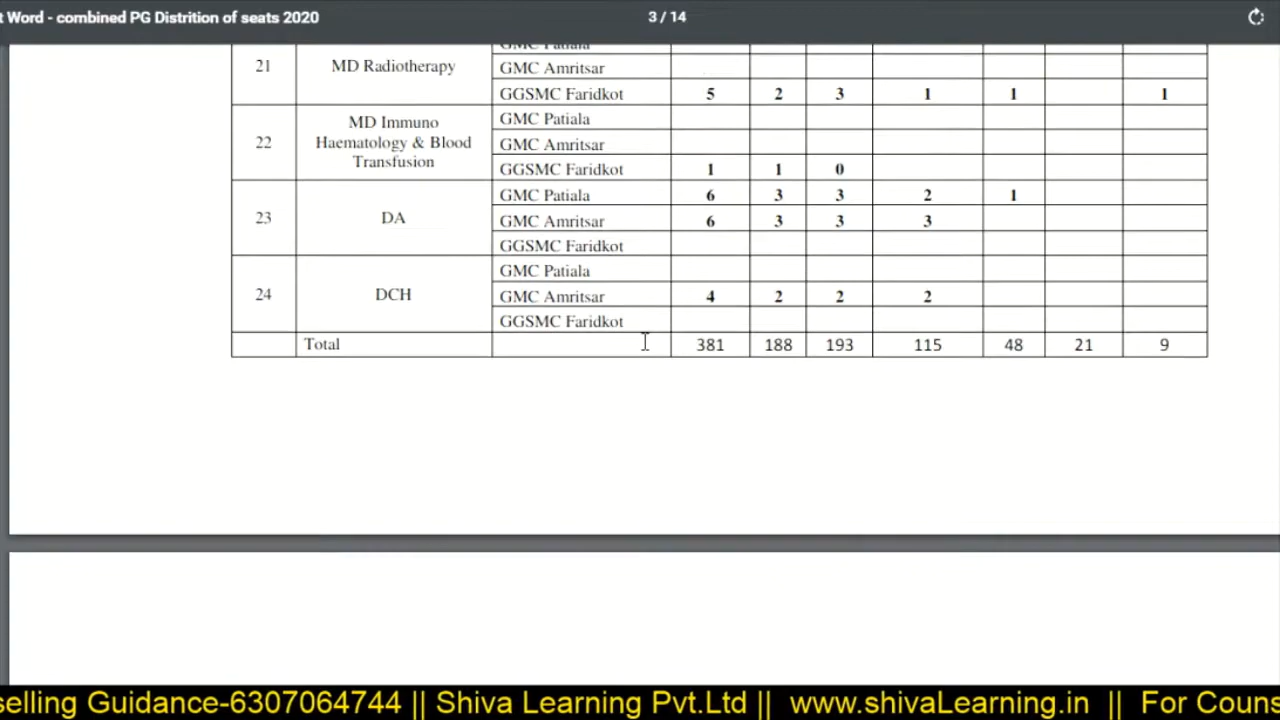 t Word - combined PG Distrition of seats 2020 3 / 14
GMC Patiala
21 MD Radiotherapy GMC Amritsar
GGSMC Faridkot 5 2 3 1 1 1
22 MD Immuno Haematology & Blood Transfusion GMC Patiala
GMC Amritsar
GGSMC Faridkot 1 1 0
23 DA GMC Patiala 6 3 3 2 1
GMC Amritsar 6 3 3 3
GGSMC Faridkot
24 DCH GMC Patiala
GMC Amritsar 4 2 2 2
GGSMC Faridkot
Total 381 188 193 115 48 21 9
selling Guidance-6307064744 || Shiva Learning Pvt.Ltd || www.shivaLearning.in || For Couns